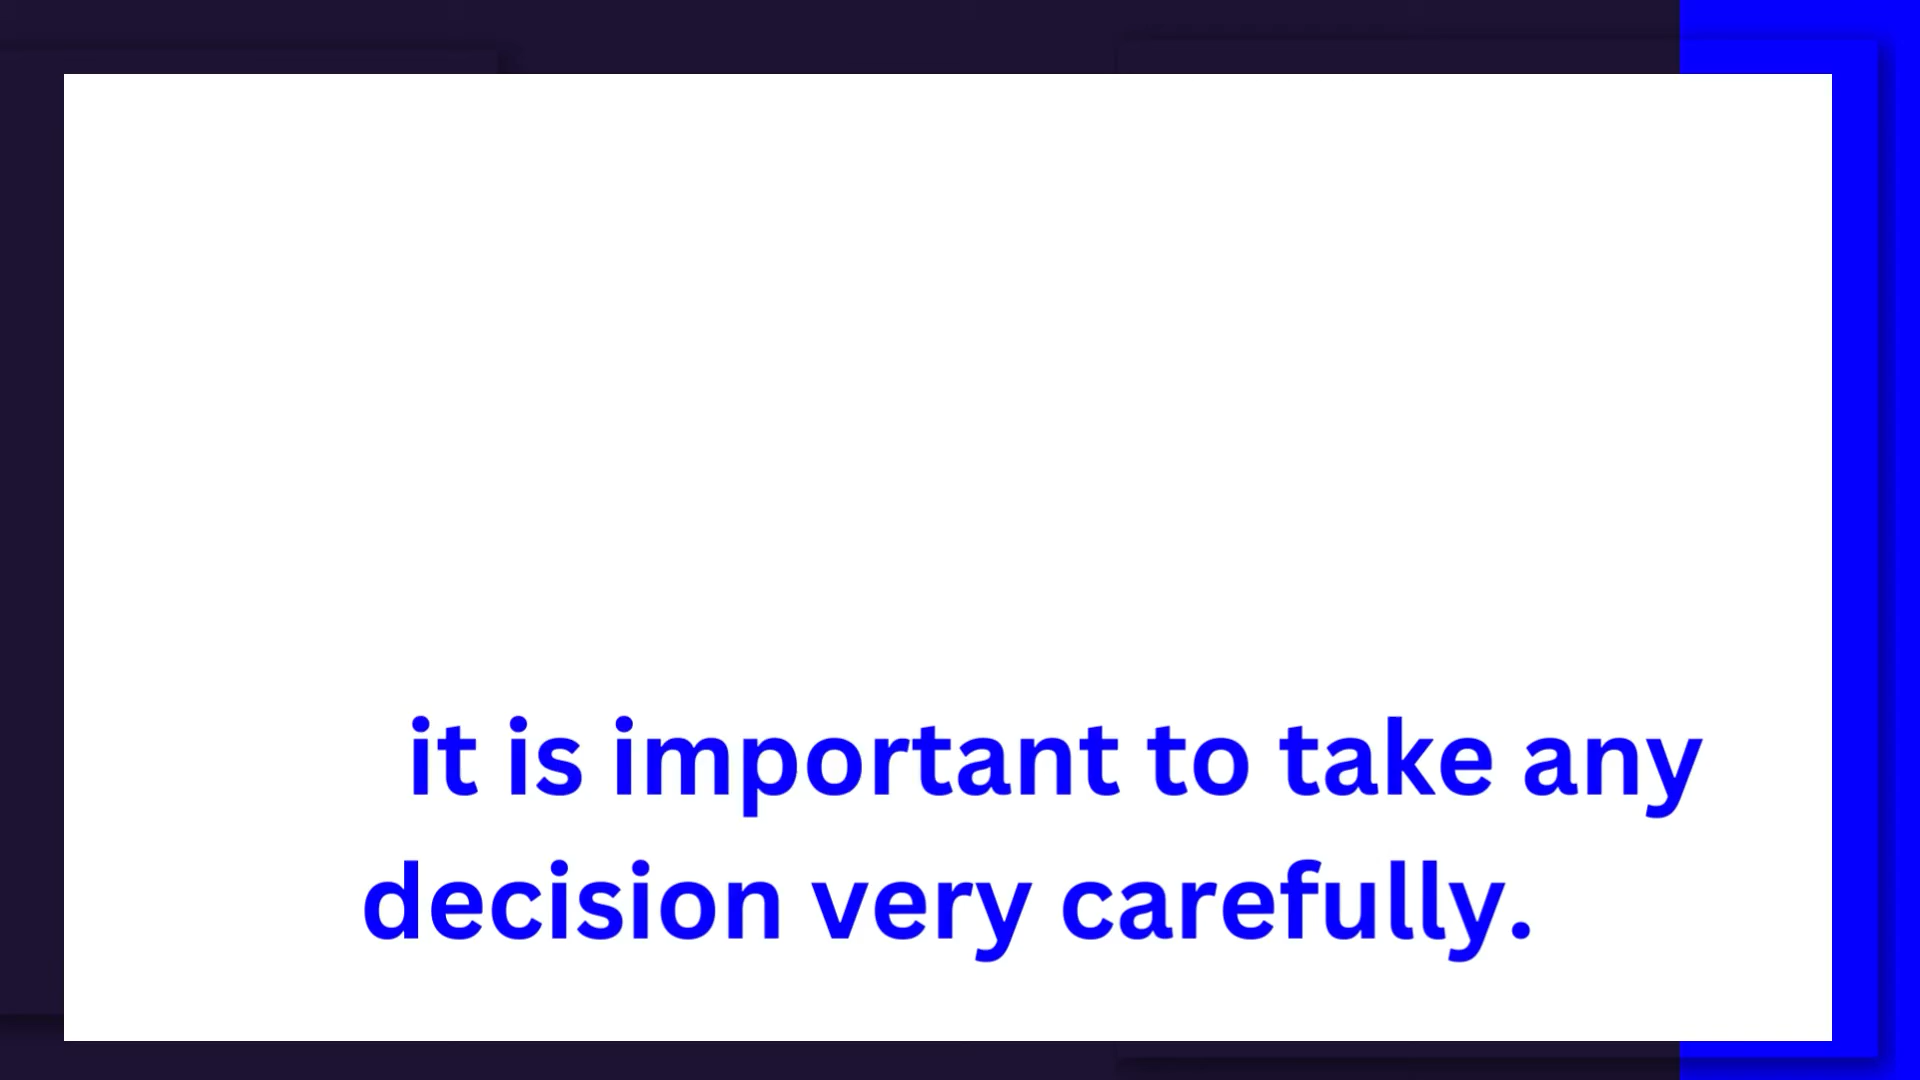 it is important to take any
decision very carefully.